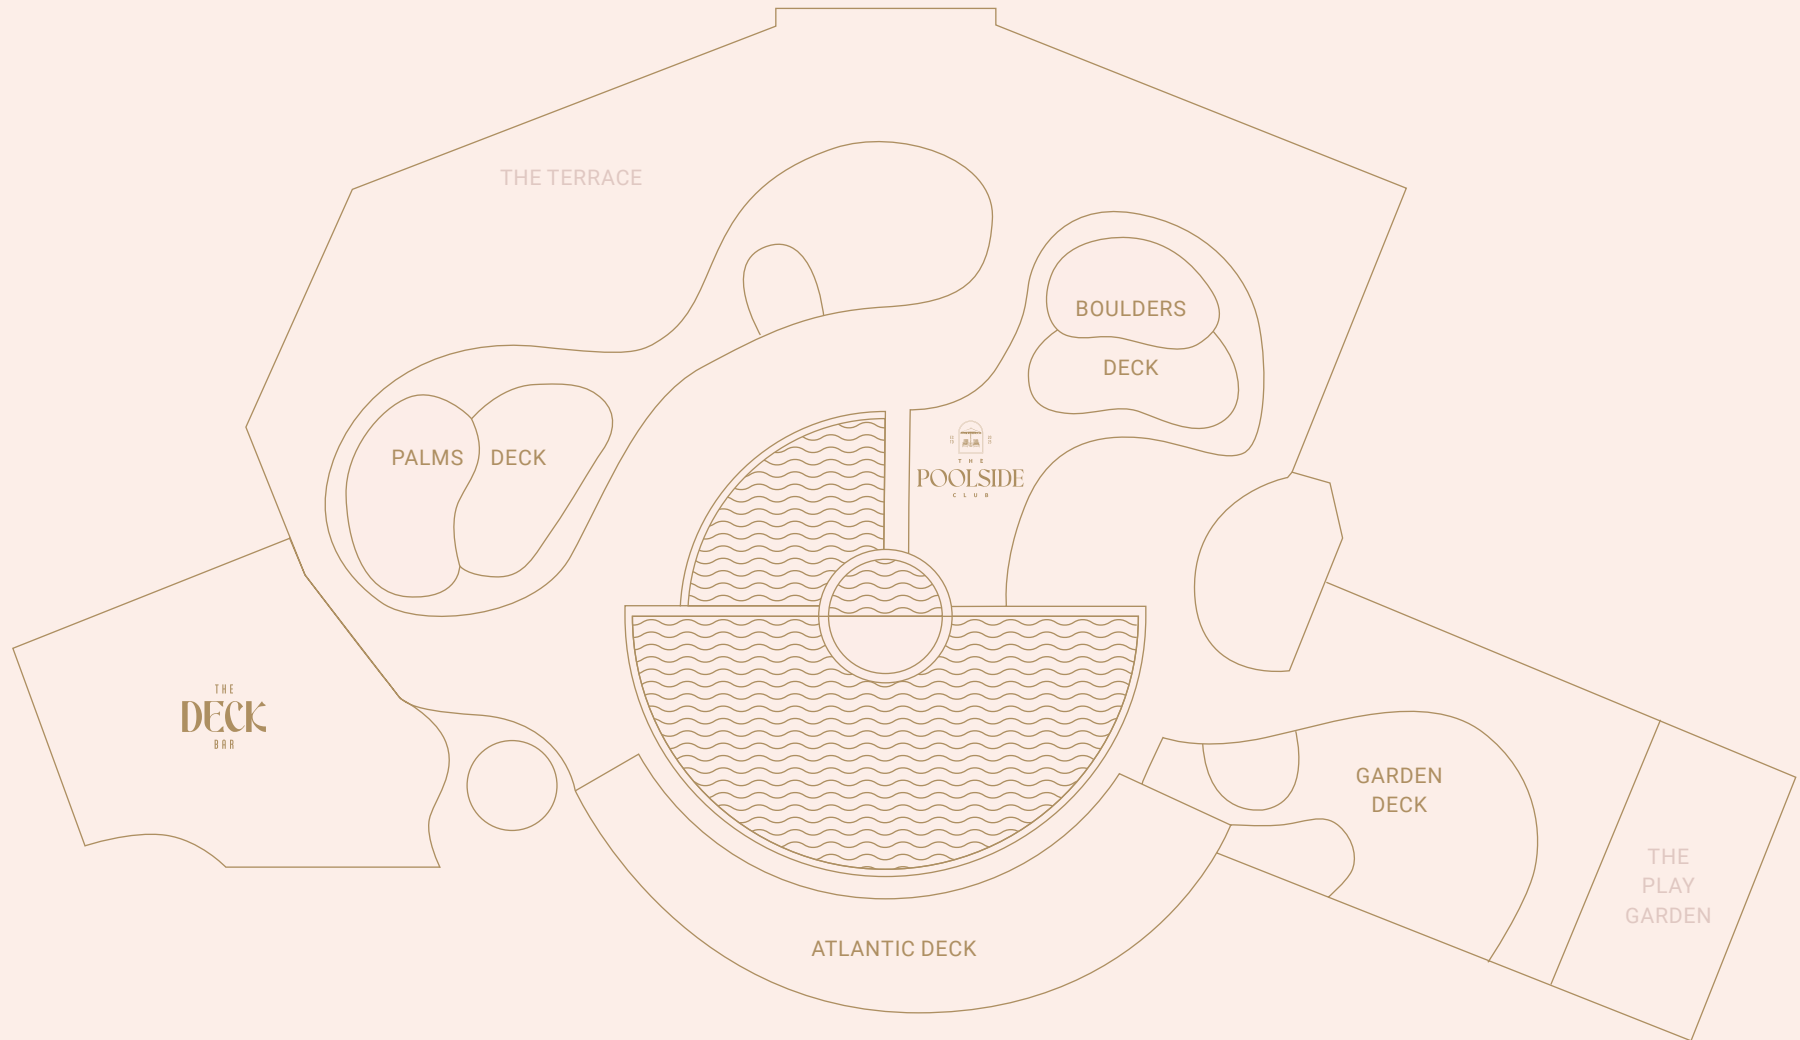 THE TERRACE
BOULDERS
DECK
PALMS DECK
THE
POOLSIDE
CLUB
THE
DECK
BAR
GARDEN
DECK
THE
PLAY
GARDEN
ATLANTIC DECK